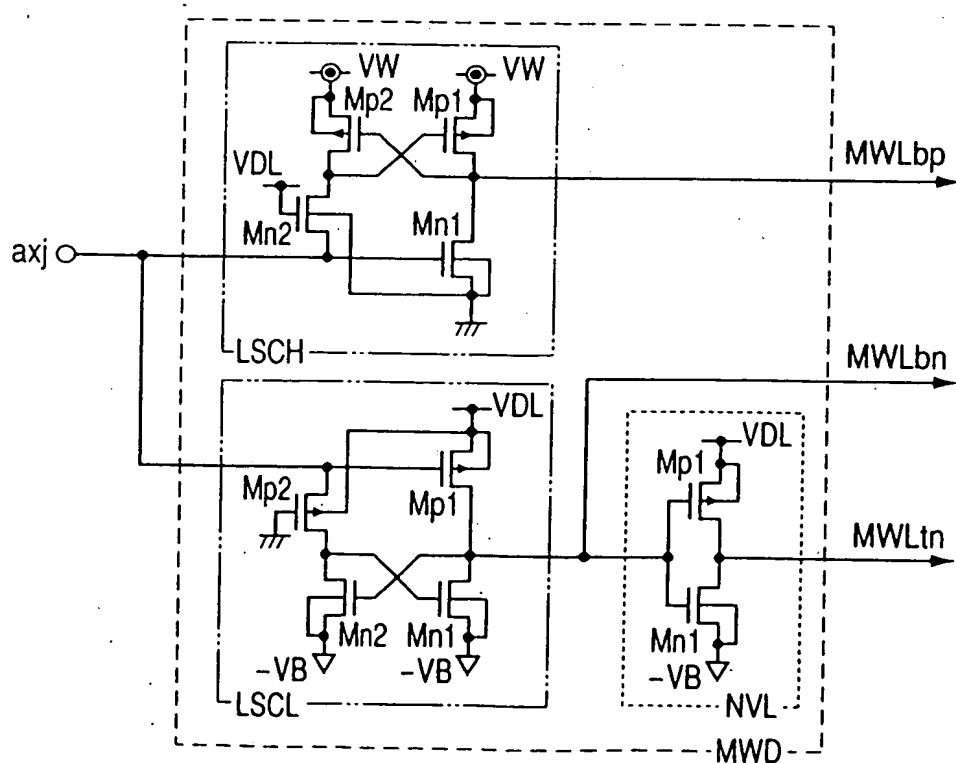 VW
VW
Mp2
Mp1
VDL
MWLbp
Mn2
Mn1
axj
LSCH
MWLbn
VDL
VDL
Mp2
Mp1
Mp1
MWLtn
Mn2
Mn1
Mn1
-VB
-VB
-VB
LSCL
NVL
MWD